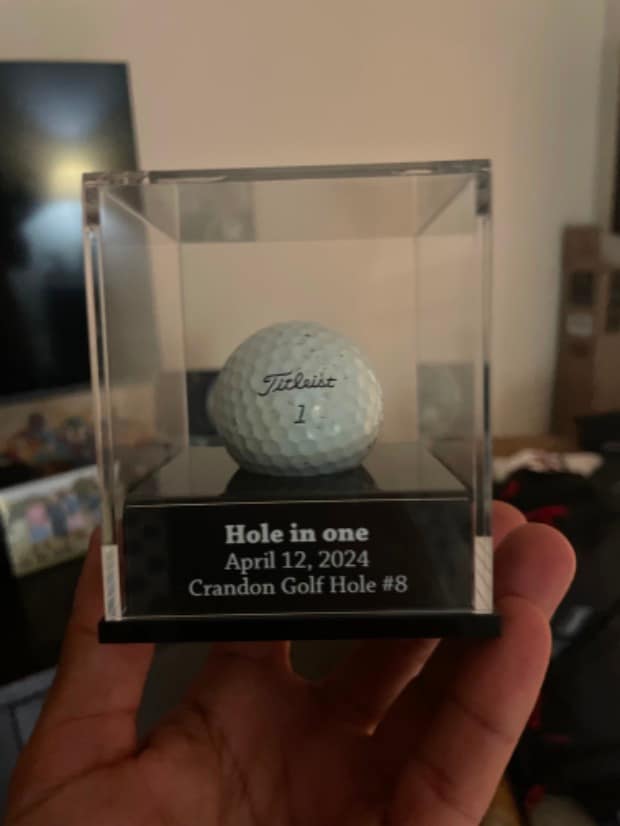 Titleist
1
Hole in one
April 12, 2024
Crandon Golf Hole #8